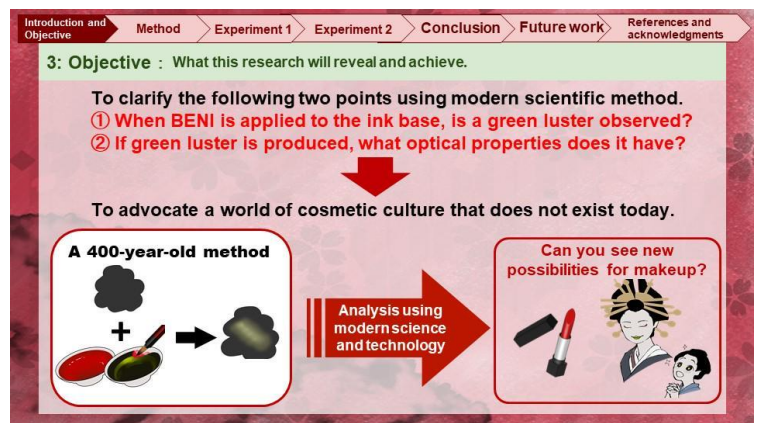 Introduction and
Objective
Method
Experiment 1
Experiment 2
Conclusion
Future work
References and
acknowledgments
3: Objective : What this research will reveal and achieve.
To clarify the following two points using modern scientific method.
① When BENI is applied to the ink base, is a green luster observed?
② If green luster is produced, what optical properties does it have?
To advocate a world of cosmetic culture that does not exist today.
A 400-year-old method
+
Analysis using
modern science
and technology
Can you see new
possibilities for makeup?